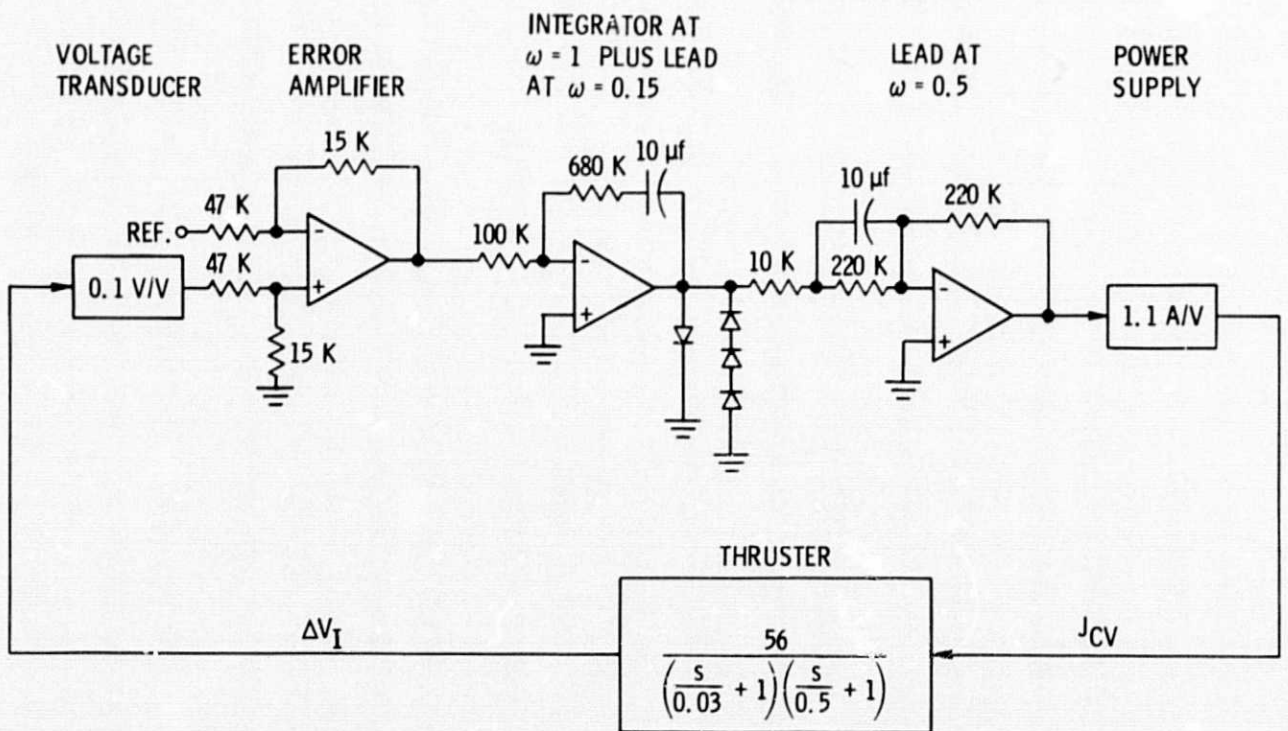 VOLTAGE
TRANSDUCER
ERROR
AMPLIFIER
INTEGRATOR AT
ω = 1 PLUS LEAD
AT ω = 0.15
LEAD AT
ω = 0.5
POWER
SUPPLY
15 K
680 K
10 μf
10 μf
220 K
47 K
REF.
47 K
100 K
10 K
220 K
0.1 V/V
-
+
-
+
-
+
1.1 A/V
15 K
THRUSTER
ΔV_I
J_CV
56
(s/0.03 + 1)(s/0.5 + 1)